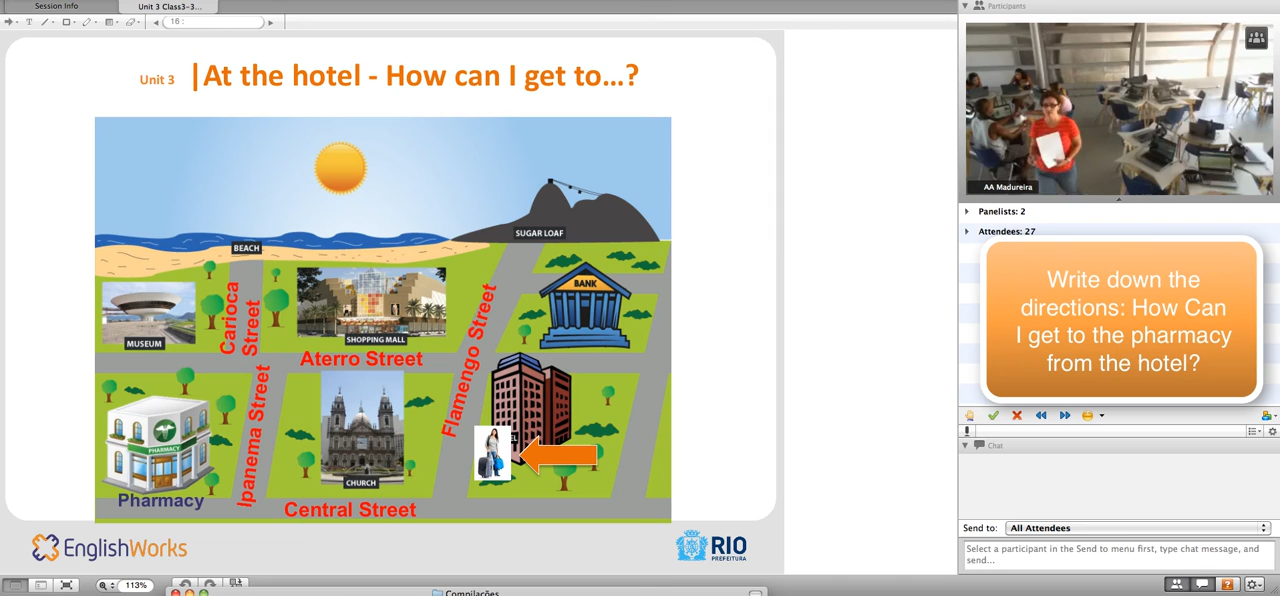 Session Info
Unit 3 Class3-3...
16 :
Participants
Unit 3 | At the hotel - How can I get to...?
AA Madureira
Panelists: 2
Attendees: 27
Write down the
directions: How Can
I get to the pharmacy
from the hotel?
SUGAR LOAF
BEACH
BANK
Carioca
Street
MUSEUM
SHOPPING MALL
Flamengo Street
Aterro Street
Ipanema Street
PHARMACY
Pharmacy
CHURCH
Central Street
EnglishWorks
RIO
PREFEITURA
Chat
Send to: All Attendees
Select a participant in the Send to menu first, type chat message, and
send...
113%
Compilações